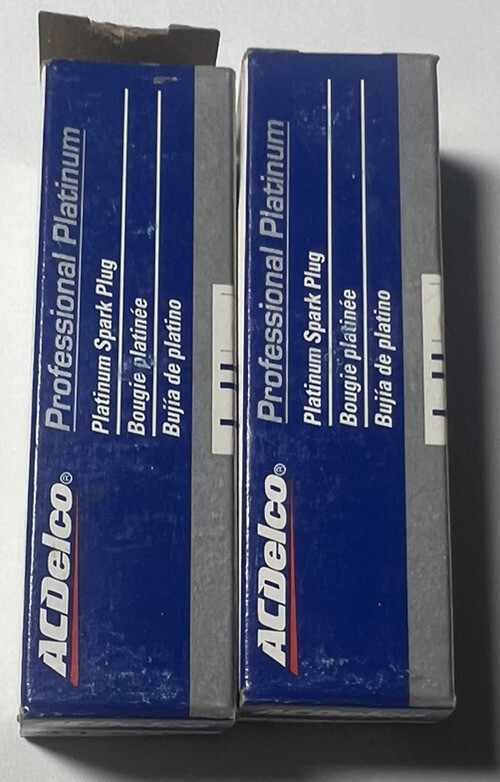 ACDelco®
Professional Platinum
Platinum Spark Plug
Bougie platinée
Bujía de platino
ACDelco®
Professional Platinum
Platinum Spark Plug
Bougie platinée
Bujía de platino